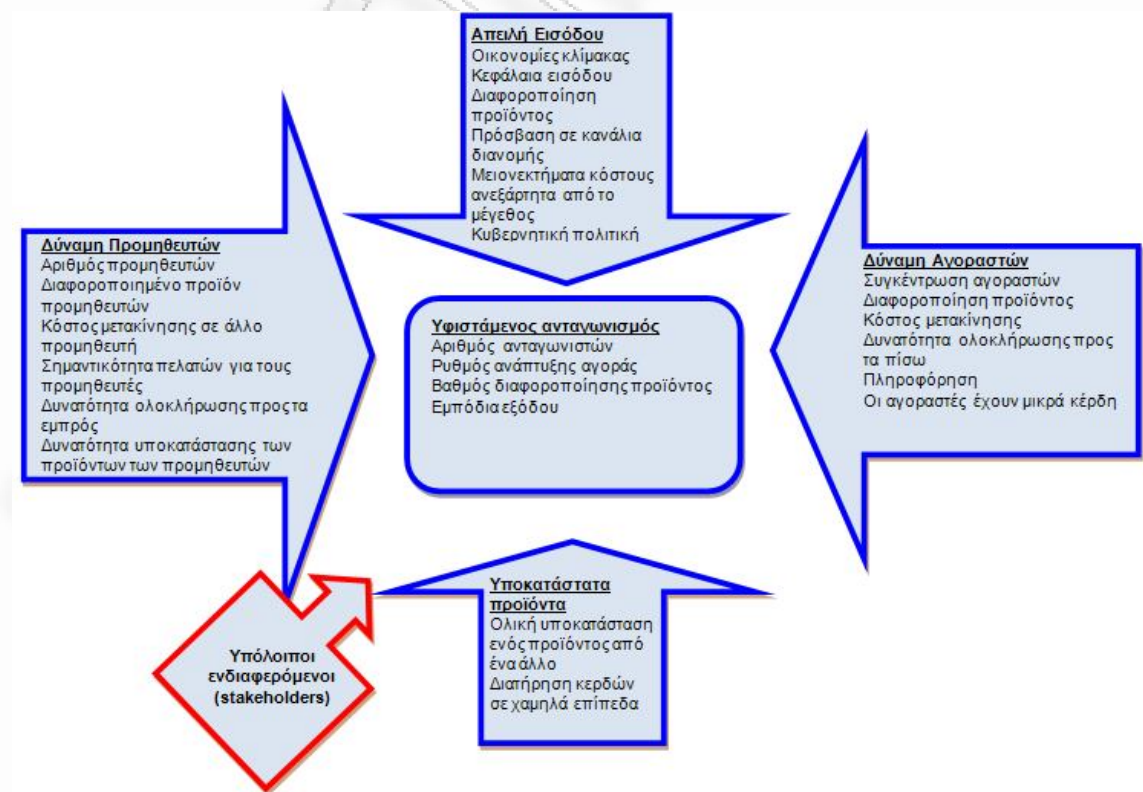 Απειλή Εισόδου
Οικονομίες κλίμακας
Κεφάλαια εισόδου
Διαφοροποίηση
προϊόντος
Πρόσβαση σε κανάλια
διανομής
Μειονεκτήματα κόστους
ανεξάρτητα από το
μέγεθος
Κυβερνητική πολιτική
Δύναμη Προμηθευτών
Αριθμός προμηθευτών
Διαφοροποιημένο προϊόν
προμηθευτών
Κόστος μετακίνησης σε άλλο
προμηθευτή
Σημαντικότητα πελατών για τους
προμηθευτές
Δυνατότητα ολοκλήρωσης προς τα
εμπρός
Δυνατότητα υποκατάστασης των
προϊόντων των προμηθευτών
Υφιστάμενος ανταγωνισμός
Αριθμός ανταγωνιστών
Ρυθμός ανάπτυξης αγοράς
Βαθμός διαφοροποίησης προϊόντος
Εμπόδια εξόδου
Δύναμη Αγοραστών
Συγκέντρωση αγοραστών
Διαφοροποίηση προϊόντος
Κόστος μετακίνησης
Δυνατότητα ολοκλήρωσης προς
τα πίσω
Πληροφόρηση
Οι αγοραστές έχουν μικρά κέρδη
Υποκατάστατα
προϊόντα
Ολική υποκατάσταση
ενός προϊόντος από
ένα άλλο
Διατήρηση κερδών
σε χαμηλά επίπεδα
Υπόλοιποι
ενδιαφερόμενοι
(stakeholders)